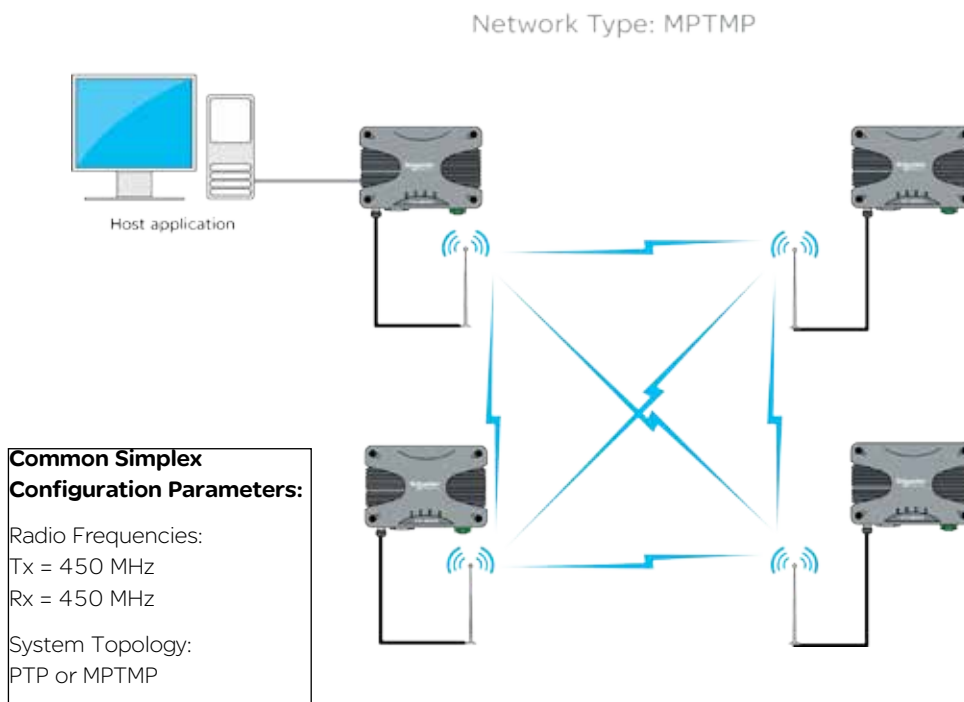 Network Type: MPTMP
Host application
Common Simplex
Configuration Parameters:
Radio Frequencies:
Tx = 450 MHz
Rx = 450 MHz
System Topology:
PTP or MPTMP